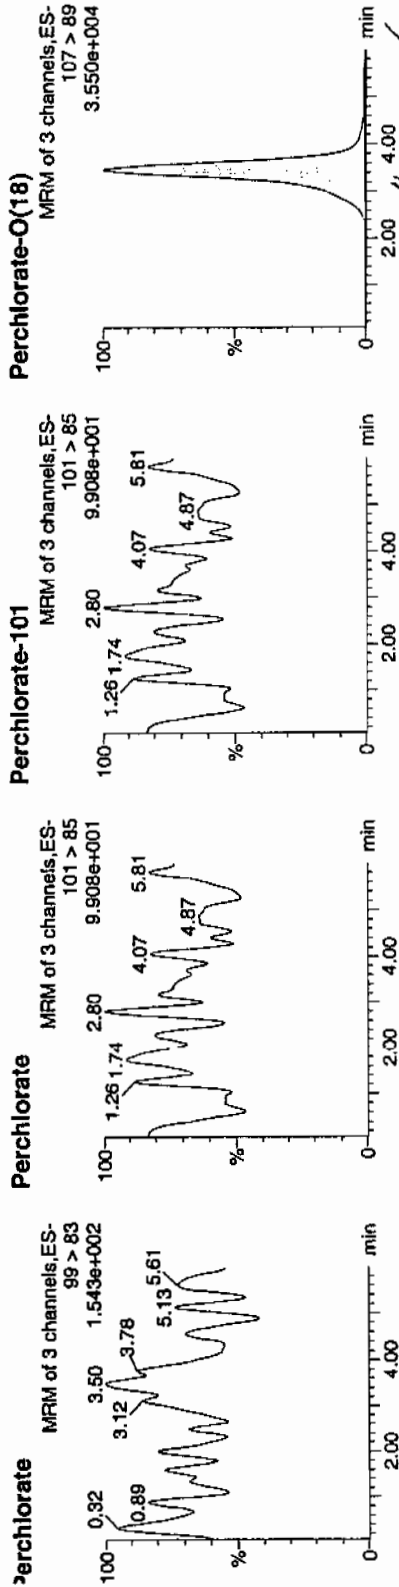 Perchlorate
MRM of 3 channels,ES-
99 > 83
1.543e+002
100
%
0
0.32
0.89
3.12
3.50
3.78
5.13
5.61
2.00
4.00
min
Perchlorate
MRM of 3 channels,ES-
101 > 85
9.908e+001
100
%
0
1.26
1.74
2.80
4.07
4.87
5.81
2.00
4.00
min
Perchlorate-101
MRM of 3 channels,ES-
101 > 85
9.908e+001
100
%
0
1.26
1.74
2.80
4.07
4.87
5.81
2.00
4.00
min
Perchlorate-O(18)
MRM of 3 channels,ES-
107 > 89
3.550e+004
100
%
0
2.00
4.00
min